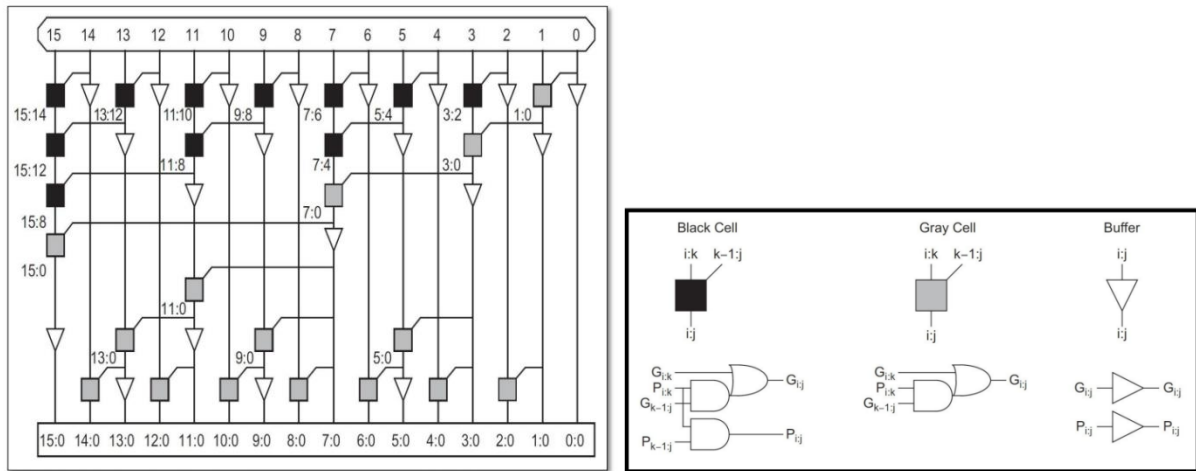 15 14 13 12 11 10 9 8 7 6 5 4 3 2 1 0
15:14 13:12 11:10 9:8 7:6 5:4 3:2 1:0
15:12 11:8 7:4 3:0
15:8 7:0
15:0
11:0
13:0 9:0 5:0
15:0 14:0 13:0 12:0 11:0 10:0 9:0 8:0 7:0 6:0 5:0 4:0 3:0 2:0 1:0 0:0
Black Cell Gray Cell Buffer
i:k k-1:j i:k k-1:j i:j
i:j i:j i:j
Gi:k Gi:k
Pi:k Gi:j Pi:k Gi:j Gi:j Gi:j
Gk-1:j Gk-1:j
Pk-1:j Pi:j Pi:j Pi:j